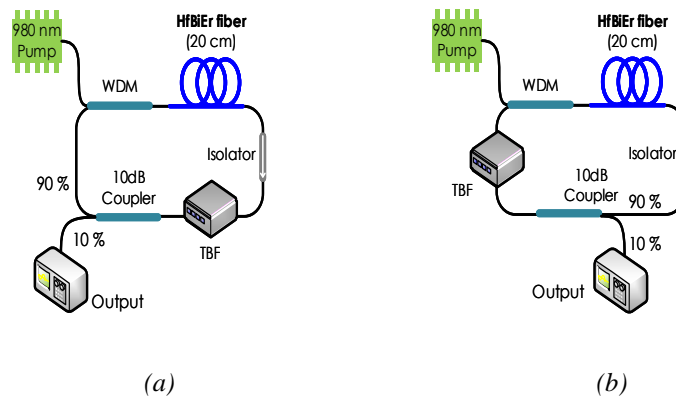 980 nm
Pump
HfBiEr fiber
(20 cm)
WDM
Isolator
90 %
10dB
Coupler
10 %
TBF
Output
(a)
980 nm
Pump
HfBiEr fiber
(20 cm)
WDM
Isolator
TBF
10dB
Coupler
90 %
10 %
Output
(b)